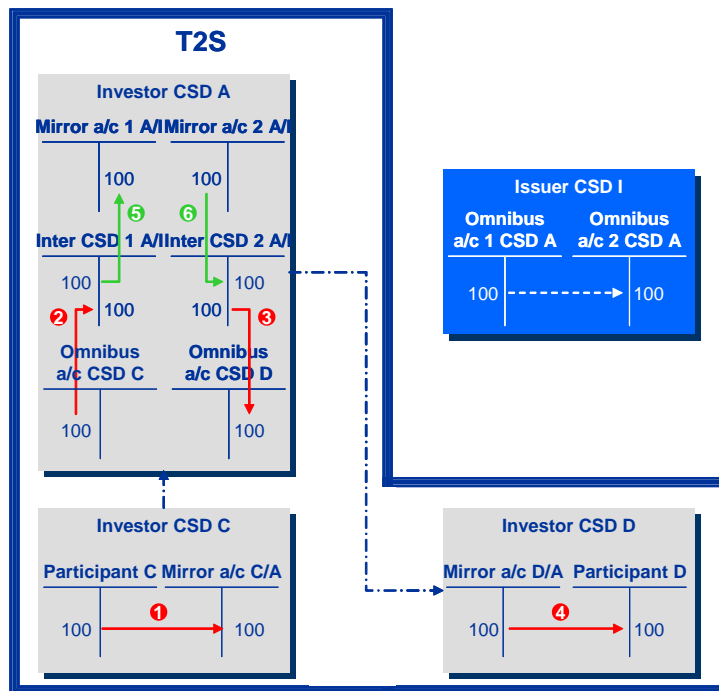 T2S
Investor CSD A
Mirror a/c 1 A/I Mirror a/c 2 A/I
100 100
5 6
Inter CSD 1 A/I Inter CSD 2 A/I
100 100
2 100 100 3
Omnibus Omnibus
a/c CSD C a/c CSD D
100 100
Issuer CSD I
Omnibus Omnibus
a/c 1 CSD A a/c 2 CSD A
100 100
Investor CSD C
Participant C Mirror a/c C/A
1
100 100
Investor CSD D
Mirror a/c D/A Participant D
4
100 100